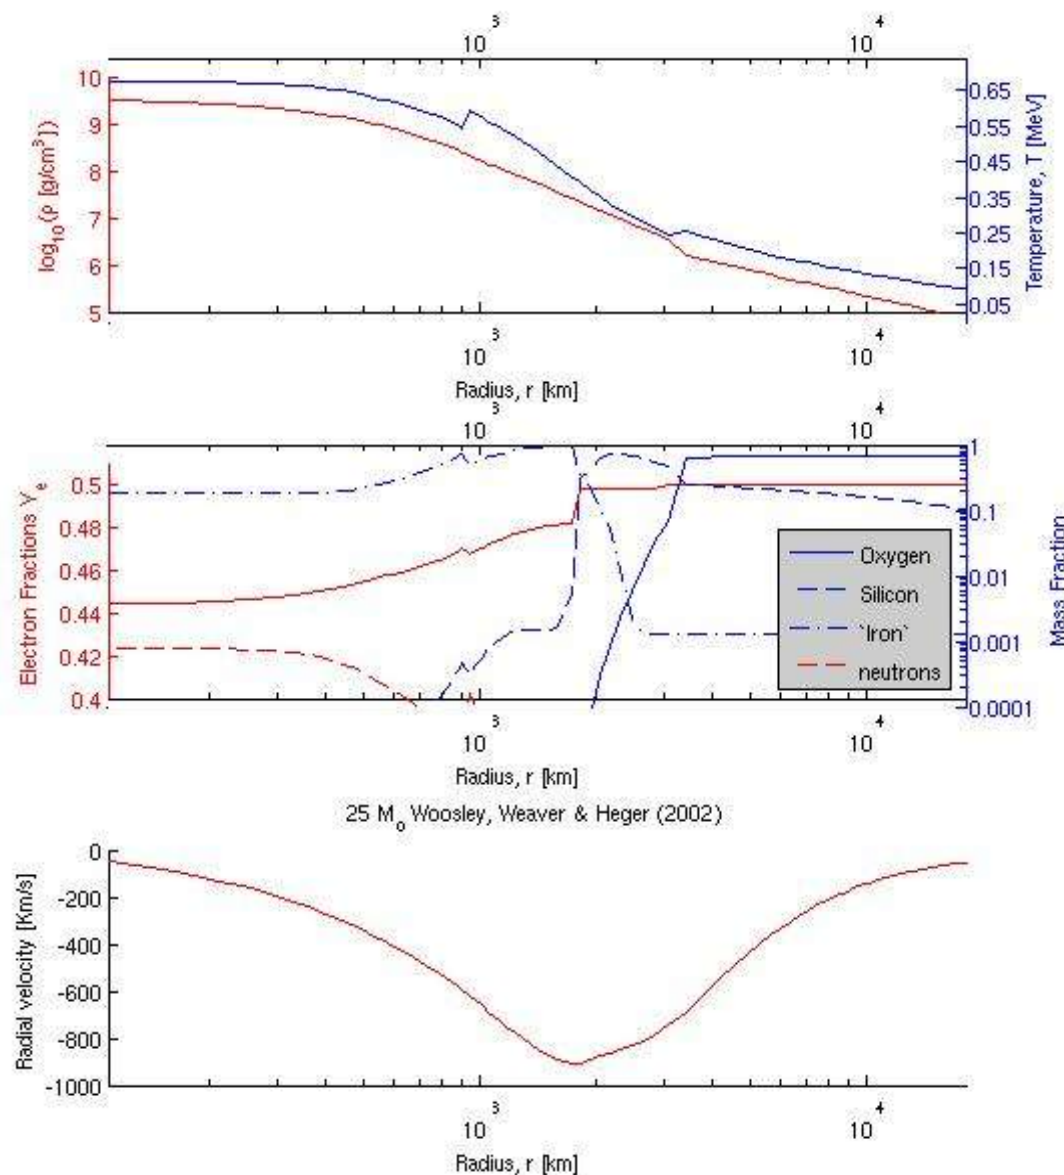 10³ 10⁴
10 9 8 7 6 5
log₁₀(ρ [g/cm³])
0.65 0.55 0.45 0.35 0.25 0.15 0.05
Temperature, T [MeV]
10³ 10⁴
Radius, r [km]
10³ 10⁴
0.5 0.48 0.46 0.44 0.42 0.4
Electron Fractions Yₑ
1 0.1 0.01 0.001 0.0001
Mass Fraction
Oxygen
Silicon
`Iron`
neutrons
10³ 10⁴
Radius, r [km]
25 M₀ Woosley, Weaver & Heger (2002)
0 -200 -400 -600 -800 -1000
Radial velocity [Km/s]
10³ 10⁴
Radius, r [km]